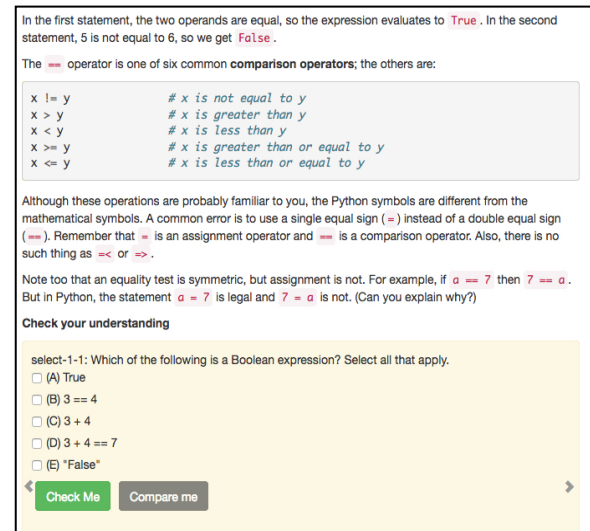 In the first statement, the two operands are equal, so the expression evaluates to True . In the second
statement, 5 is not equal to 6, so we get False .
The == operator is one of six common comparison operators; the others are:
x != y # x is not equal to y
x > y # x is greater than y
x < y # x is less than y
x >= y # x is greater than or equal to y
x <= y # x is less than or equal to y
Although these operations are probably familiar to you, the Python symbols are different from the
mathematical symbols. A common error is to use a single equal sign ( = ) instead of a double equal sign
( == ). Remember that = is an assignment operator and == is a comparison operator. Also, there is no
such thing as =< or => .
Note too that an equality test is symmetric, but assignment is not. For example, if a == 7 then 7 == a .
But in Python, the statement a = 7 is legal and 7 = a is not. (Can you explain why?)
Check your understanding
select-1-1: Which of the following is a Boolean expression? Select all that apply.
(A) True
(B) 3 == 4
(C) 3 + 4
(D) 3 + 4 == 7
(E) "False"
Check Me Compare me